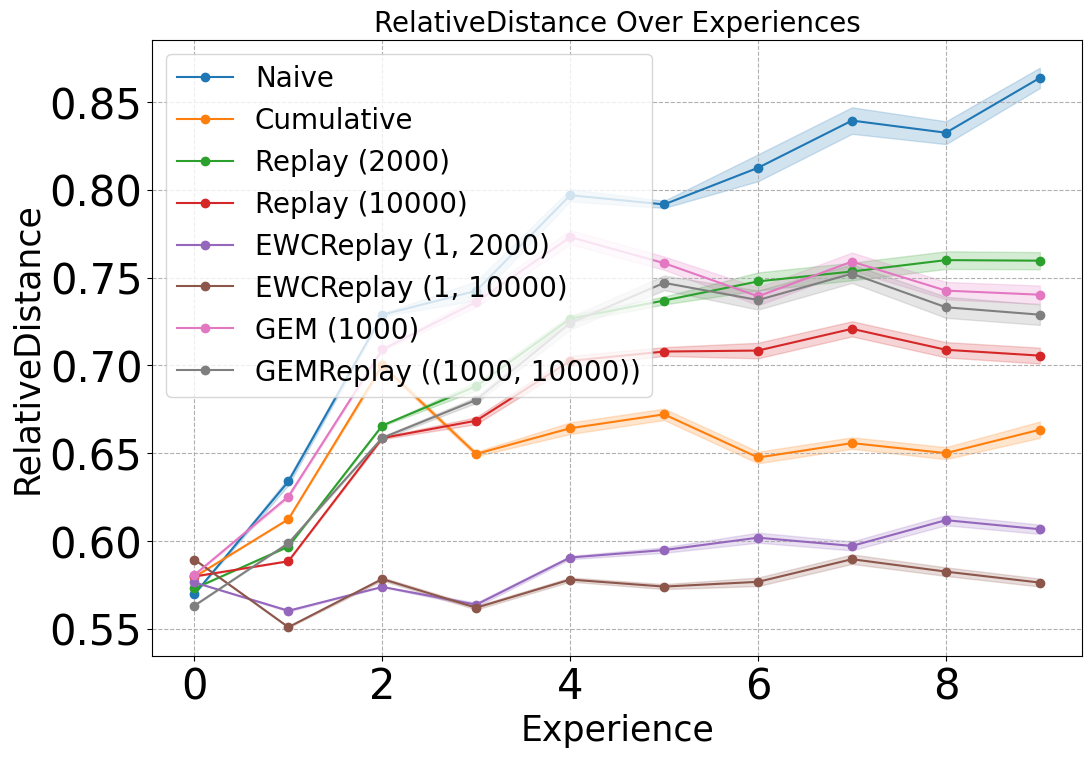 RelativeDistance Over Experiences
RelativeDistance
0.85
0.80
0.75
0.70
0.65
0.60
0.55
Naive
Cumulative
Replay (2000)
Replay (10000)
EWCReplay (1, 2000)
EWCReplay (1, 10000)
GEM (1000)
GEMReplay ((1000, 10000))
0 2 4 6 8
Experience